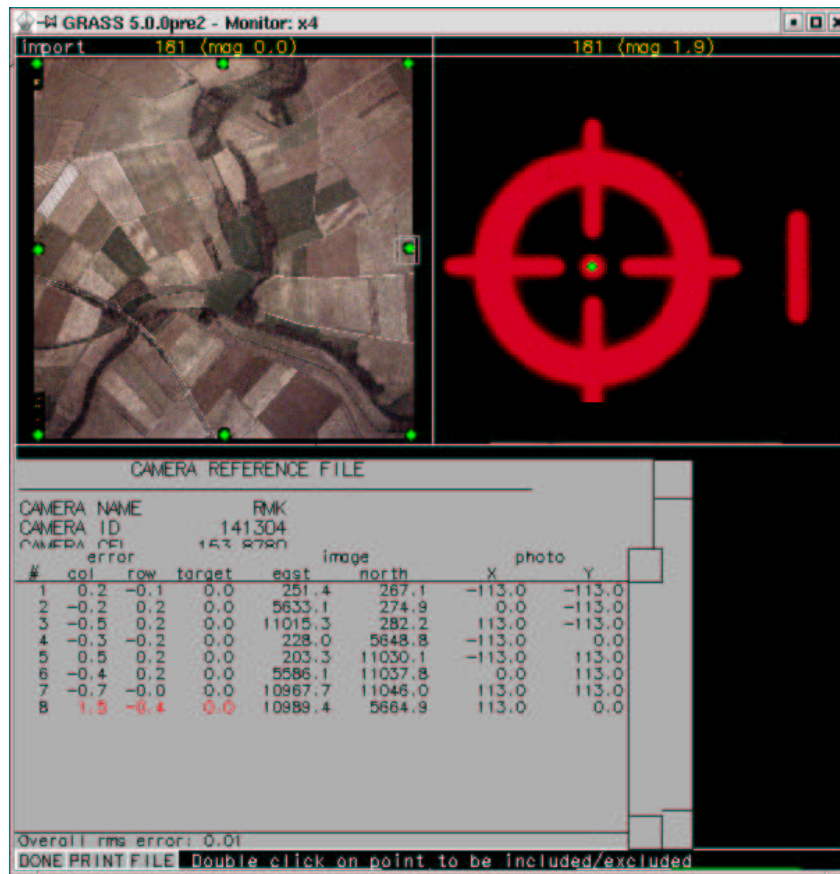 GRASS 5.0.0pre2 - Monitor: x4
import 181 (mag 0.0) 181 (mag 1.9)
CAMERA REFERENCE FILE
CAMERA NAME RMK
CAMERA ID 141304
CAMERA CFL 153.8780
error image photo
# col row target east north X Y
1 0.2 -0.1 0.0 251.4 267.1 -113.0 -113.0
2 -0.2 0.2 0.0 5633.1 274.9 0.0 -113.0
3 -0.5 0.2 0.0 11015.3 282.2 113.0 -113.0
4 -0.3 -0.2 0.0 228.0 5648.8 -113.0 0.0
5 0.5 0.2 0.0 203.3 11030.1 -113.0 113.0
6 -0.4 0.2 0.0 5586.1 11037.8 0.0 113.0
7 -0.7 -0.0 0.0 10967.7 11046.0 113.0 113.0
8 1.5 -0.4 0.0 10989.4 5664.9 113.0 0.0
Overall rms error: 0.01
DONE PRINT FILE Double click on point to be included/excluded